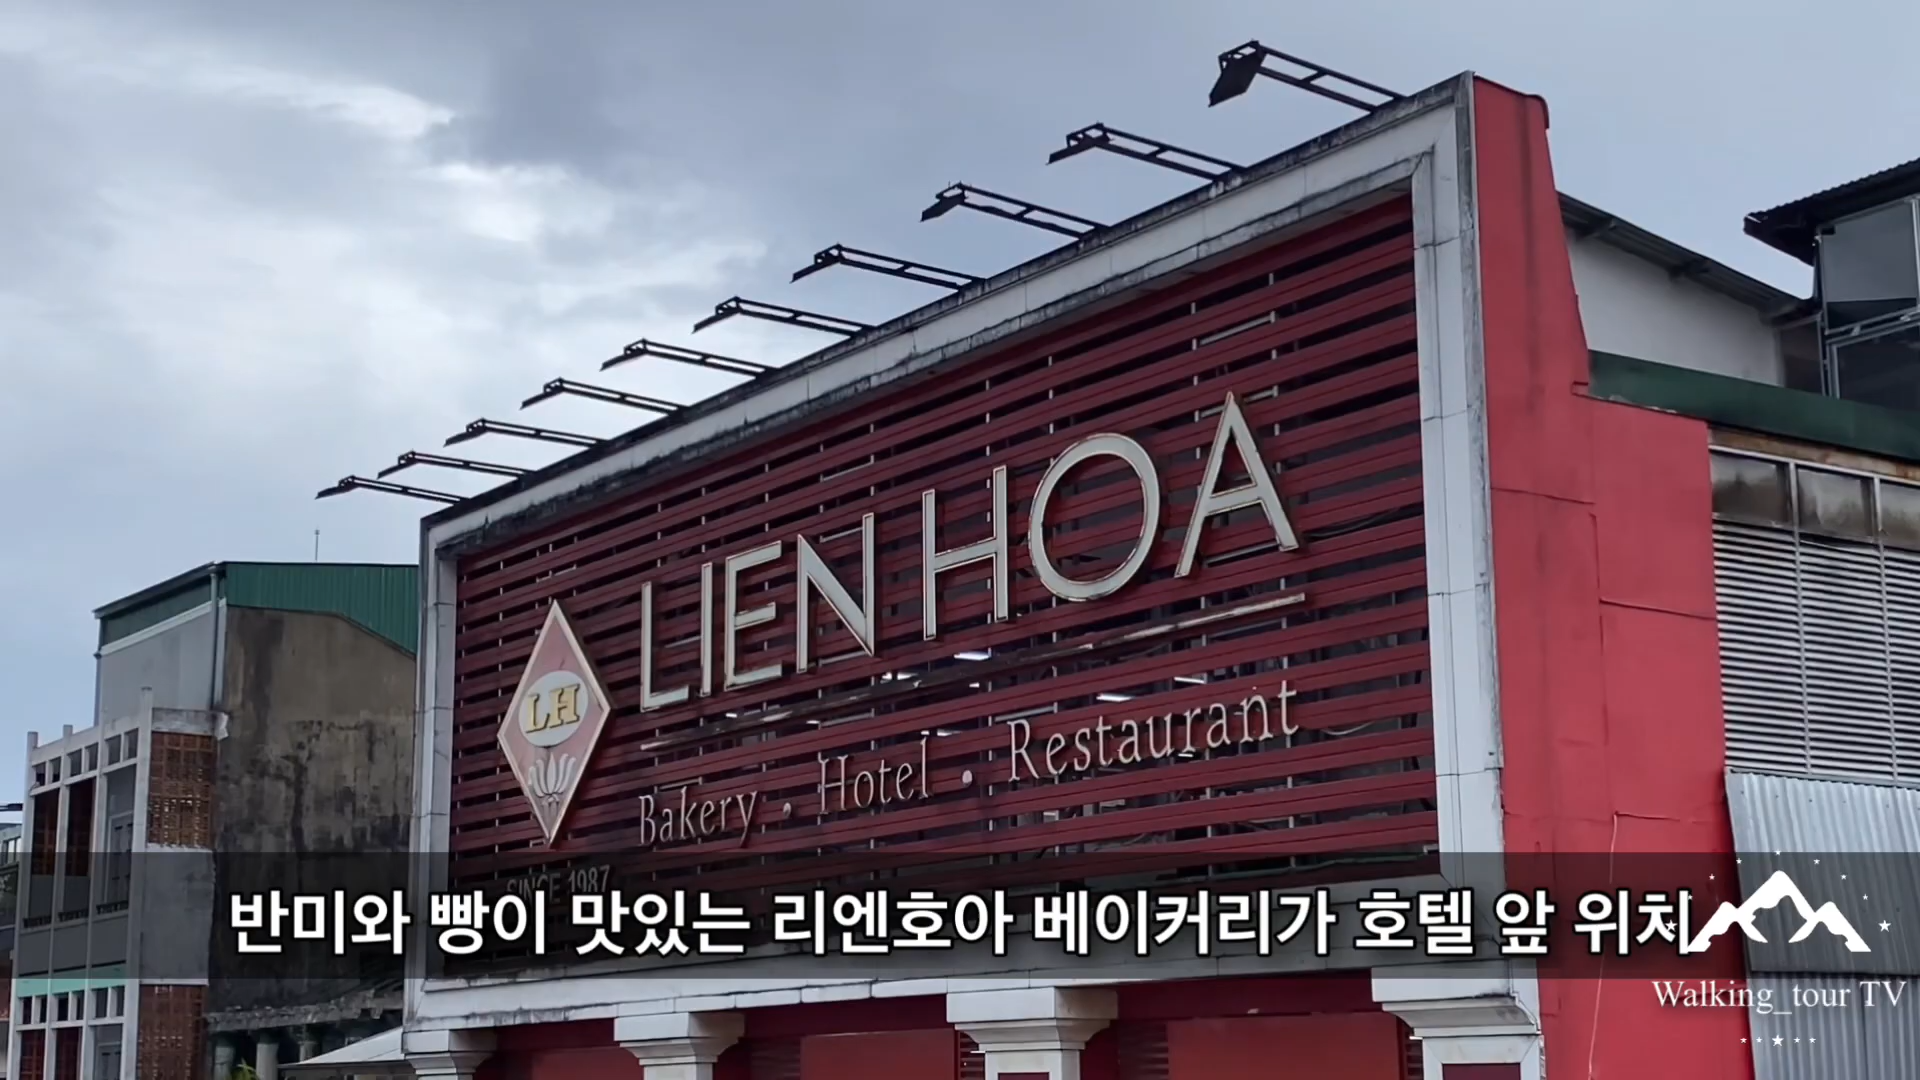 LIEN HOA
LH
Bakery . Hotel . Restaurant
SINCE 1987
반미와 빵이 맛있는 리엔호아 베이커리가 호텔 앞 위치
Walking_tour TV